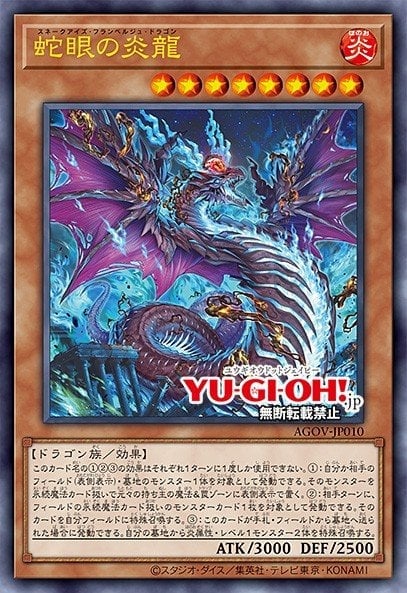 スネークアイズ・フランベルジュ・ドラゴン
蛇眼の炎龍
ほのお
炎
ユウギオウドットジェイピー
YU-GI-OH!.jp
無断転載禁止
AGOV-JP010
【ドラゴン族／効果】
このカード名の①②③の効果はそれぞれ1ターンに1度しか使用できない。①：自分か相手の
フィールド（表側表示）・墓地のモンスター1体を対象として発動できる。そのモンスター
を永続魔法カード扱いで元々の持ち主の魔法＆罠ゾーンに表側表示で置く。②：相手ターンに、
フィールドの永続魔法カード扱いのモンスターカード1枚を対象として発動できる。その
カードを自分フィールドに特殊召喚する。③：このカードが手札・フィールドから墓地へ送ら
れた場合に発動できる。自分の墓地から炎属性・レベル1モンスター2体を特殊召喚する。
ATK/3000 DEF/2500
©スタジオ・ダイス／集英社・テレビ東京・KONAMI